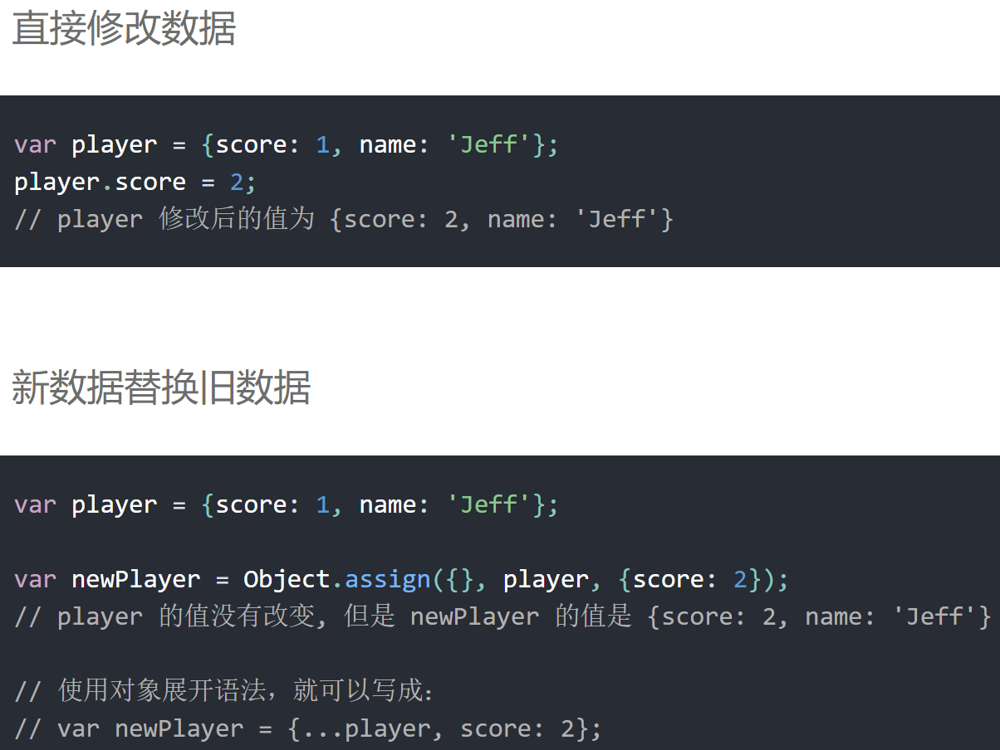 直接修改数据
var player = {score: 1, name: 'Jeff'};
player.score = 2;
// player 修改后的值为 {score: 2, name: 'Jeff'}
新数据替换旧数据
var player = {score: 1, name: 'Jeff'};
var newPlayer = Object.assign({}, player, {score: 2});
// player 的值没有改变, 但是 newPlayer 的值是 {score: 2, name: 'Jeff'}
// 使用对象展开语法，就可以写成：
// var newPlayer = {...player, score: 2};